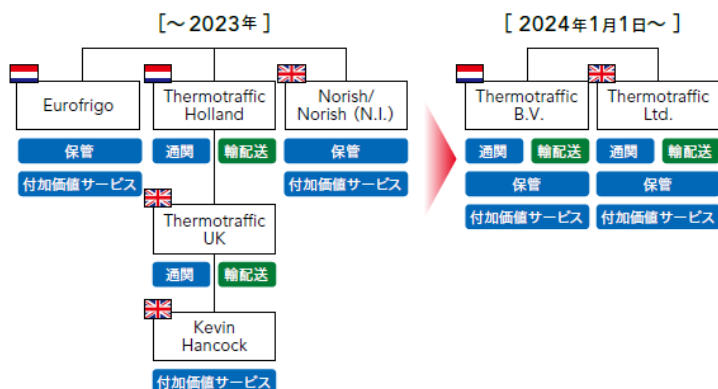 [～2023年]
Eurofrigo
保管
付加価値サービス
Thermotraffic
Holland
通関
輸配送
Norish/
Norish (N.I.)
保管
付加価値サービス
Thermotraffic
UK
通関
輸配送
Kevin
Hancock
付加価値サービス
[2024年1月1日～]
Thermotraffic
B.V.
通関
輸配送
保管
付加価値サービス
Thermotraffic
Ltd.
通関
輸配送
保管
付加価値サービス